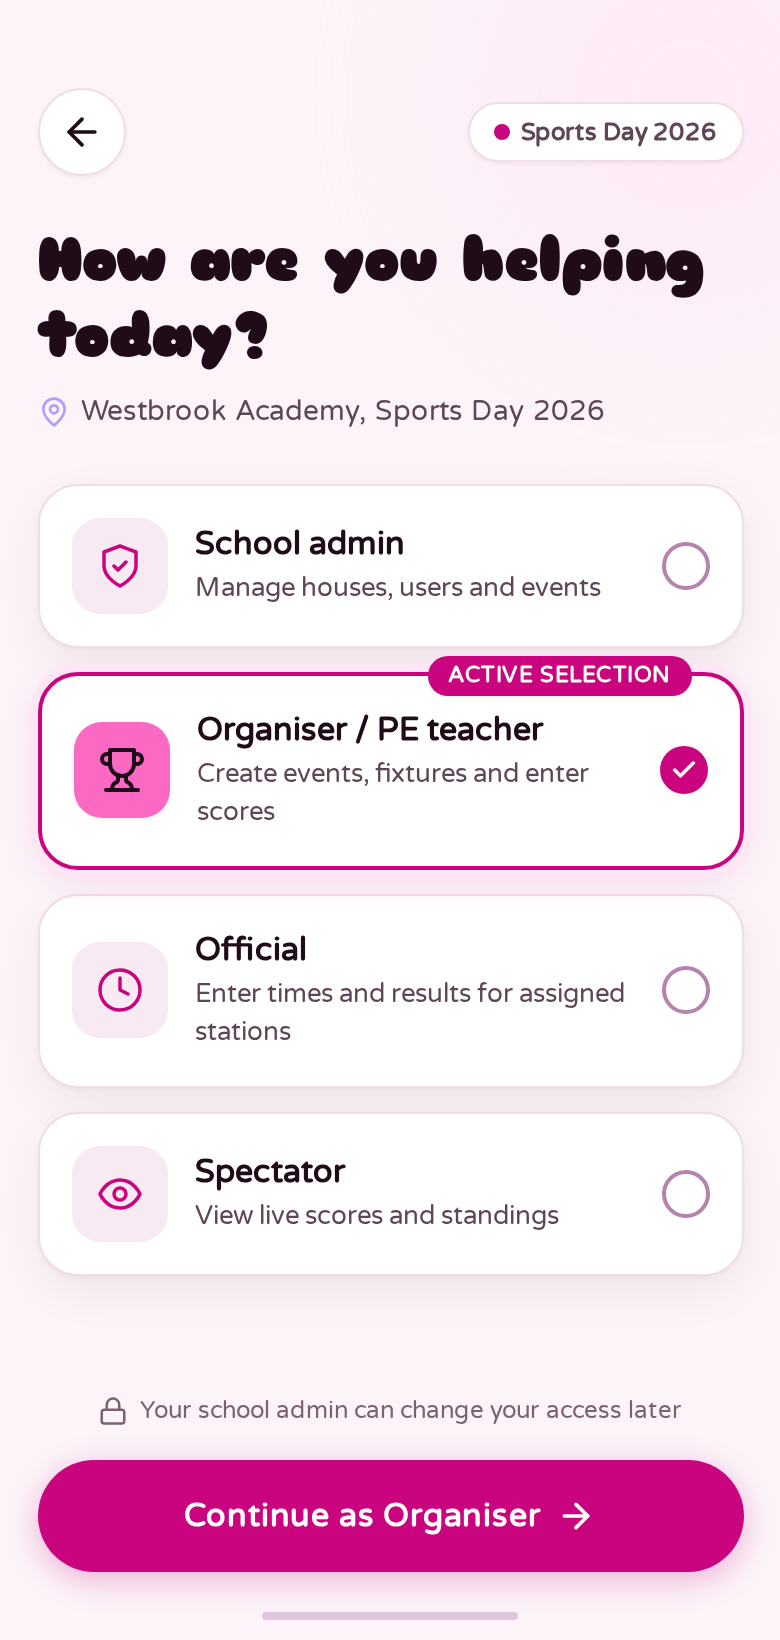 Sports Day 2026
How are you helping
today?
Westbrook Academy, Sports Day 2026
School admin
Manage houses, users and events
ACTIVE SELECTION
Organiser / PE teacher
Create events, fixtures and enter
scores
Official
Enter times and results for assigned
stations
Spectator
View live scores and standings
Your school admin can change your access later
Continue as Organiser